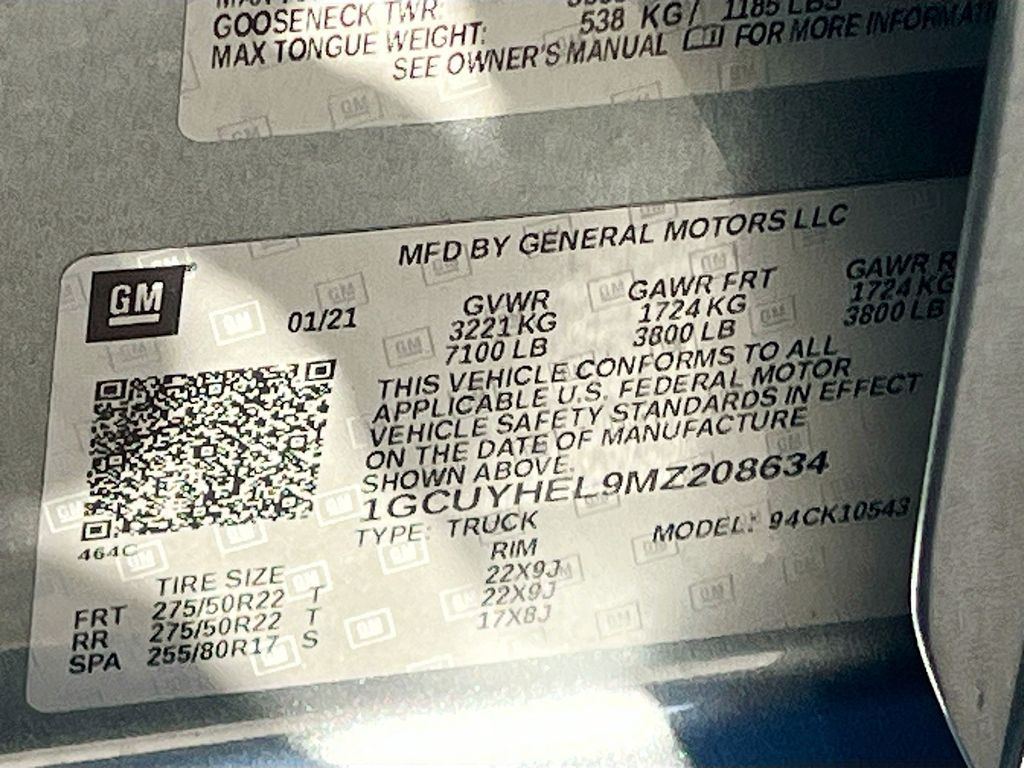 GOOSENECK TWR:
MAX TONGUE WEIGHT: 538 KG/ 1185 LBS
SEE OWNER'S MANUAL FOR MORE INFORMATI
MFD BY GENERAL MOTORS LLC
GM
01/21
GVWR GAWR FRT GAWR R
3221 KG 1724 KG 1724 KG
7100 LB 3800 LB 3800 LB
THIS VEHICLE CONFORMS TO ALL
APPLICABLE U.S. FEDERAL MOTOR
VEHICLE SAFETY STANDARDS IN EFFECT
ON THE DATE OF MANUFACTURE
SHOWN ABOVE.
1GCUYHEL9MZ208634
TYPE: TRUCK MODEL: 94CK10543
464C
TIRE SIZE RIM
FRT 275/50R22 T 22X9J
RR 275/50R22 T 22X9J
SPA 255/80R17 S 17X8J